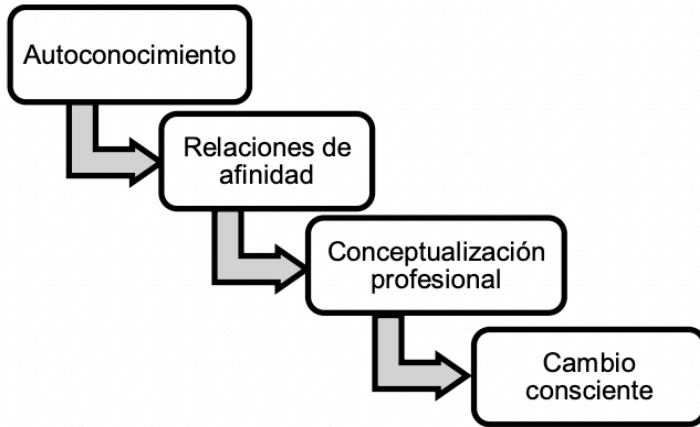 Autoconocimiento
Relaciones de
afinidad
Conceptualización
profesional
Cambio
consciente